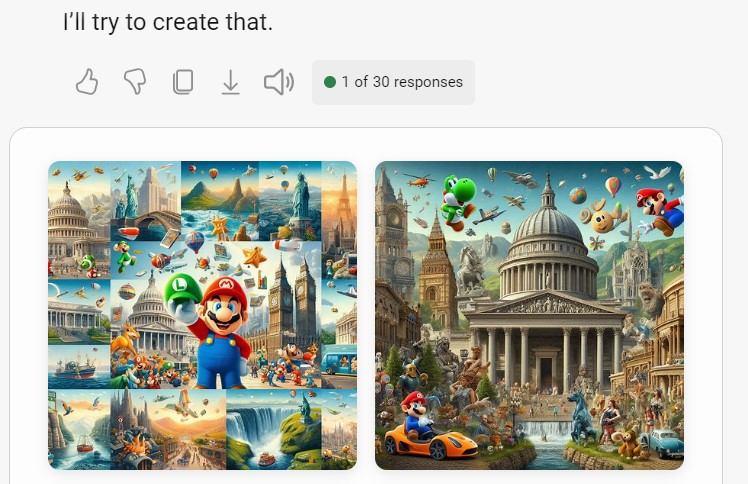 I'll try to create that.
1 of 30 responses
L
M